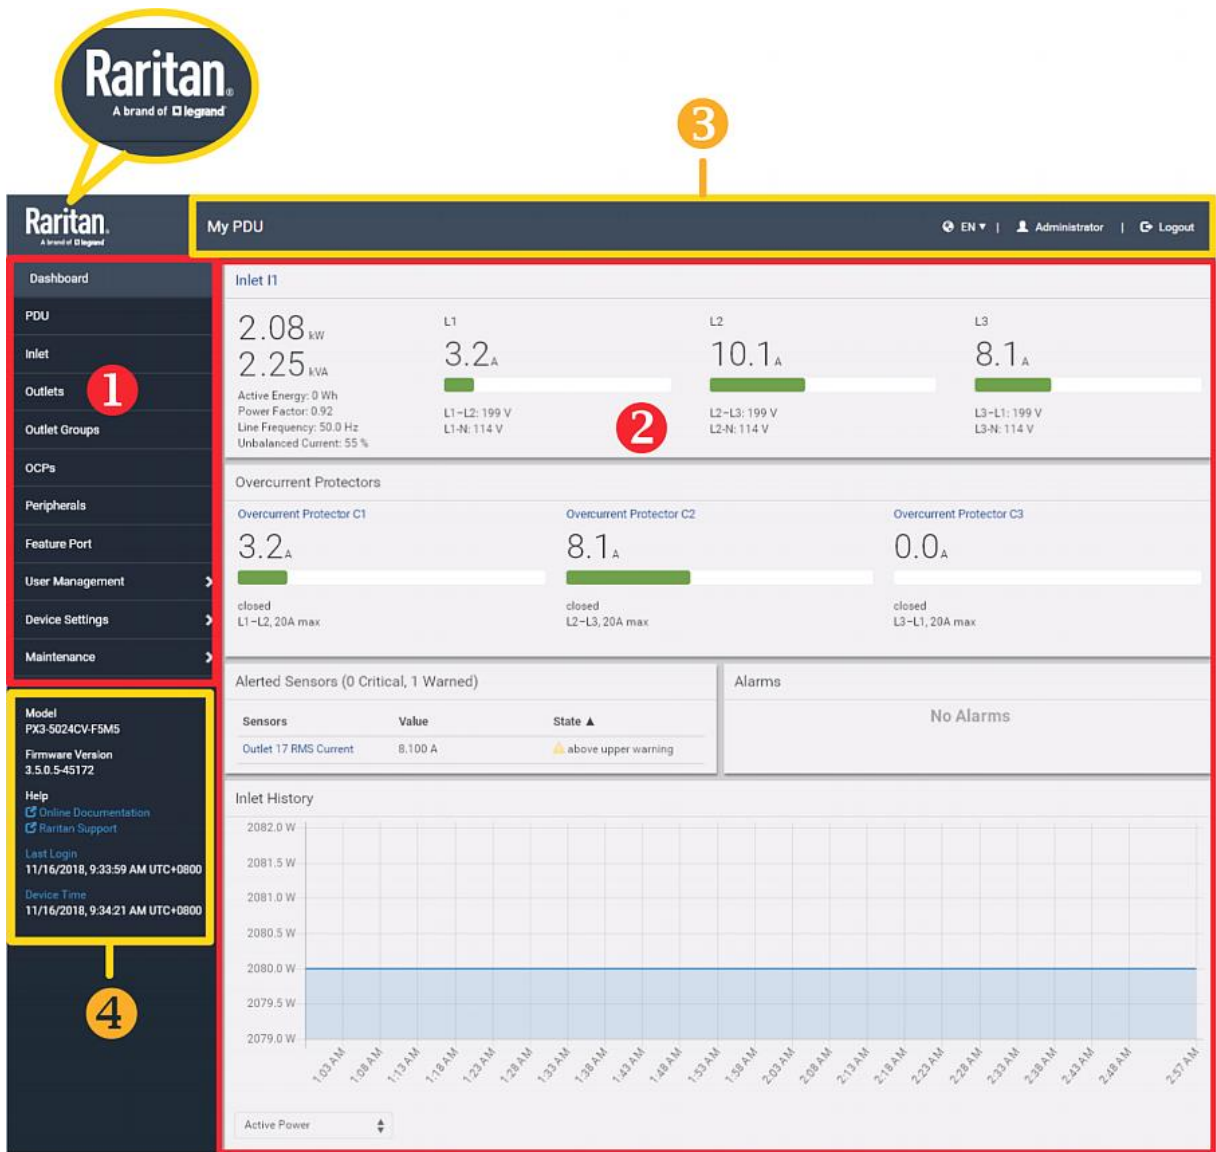 Raritan.
A brand of legrand
3
Raritan.
A brand of legrand
My PDU
EN ▼ | Administrator | Logout
1
Dashboard
PDU
Inlet
Outlets
Outlet Groups
OCPs
Peripherals
Feature Port
User Management
Device Settings
Maintenance
4
Model
PX3-5024CV-F5M5
Firmware Version
3.5.0.5-45172
Help
Online Documentation
Raritan Support
Last Login
11/16/2018, 9:33:59 AM UTC+0800
Device Time
11/16/2018, 9:34:21 AM UTC+0800
2
Inlet I1
2.08 kW
2.25 kVA
Active Energy: 0 Wh
Power Factor: 0.92
Line Frequency: 50.0 Hz
Unbalanced Current: 55 %
L1
3.2 A
L1-L2: 199 V
L1-N: 114 V
L2
10.1 A
L2-L3: 199 V
L2-N: 114 V
L3
8.1 A
L3-L1: 199 V
L3-N: 114 V
Overcurrent Protectors
Overcurrent Protector C1
3.2 A
closed
L1-L2, 20A max
Overcurrent Protector C2
8.1 A
closed
L2-L3, 20A max
Overcurrent Protector C3
0.0 A
closed
L3-L1, 20A max
Alerted Sensors (0 Critical, 1 Warned)
Sensors Value State ▲
Outlet 17 RMS Current 8.100 A above upper warning
Alarms
No Alarms
Inlet History
2082.0 W
2081.5 W
2081.0 W
2080.5 W
2080.0 W
2079.5 W
2079.0 W
1:03 AM 1:08 AM 1:13 AM 1:18 AM 1:23 AM 1:28 AM 1:33 AM 1:38 AM 1:43 AM 1:48 AM 1:53 AM 1:58 AM 2:03 AM 2:08 AM 2:13 AM 2:18 AM 2:23 AM 2:28 AM 2:33 AM 2:38 AM 2:43 AM 2:48 AM 2:57 AM
Active Power